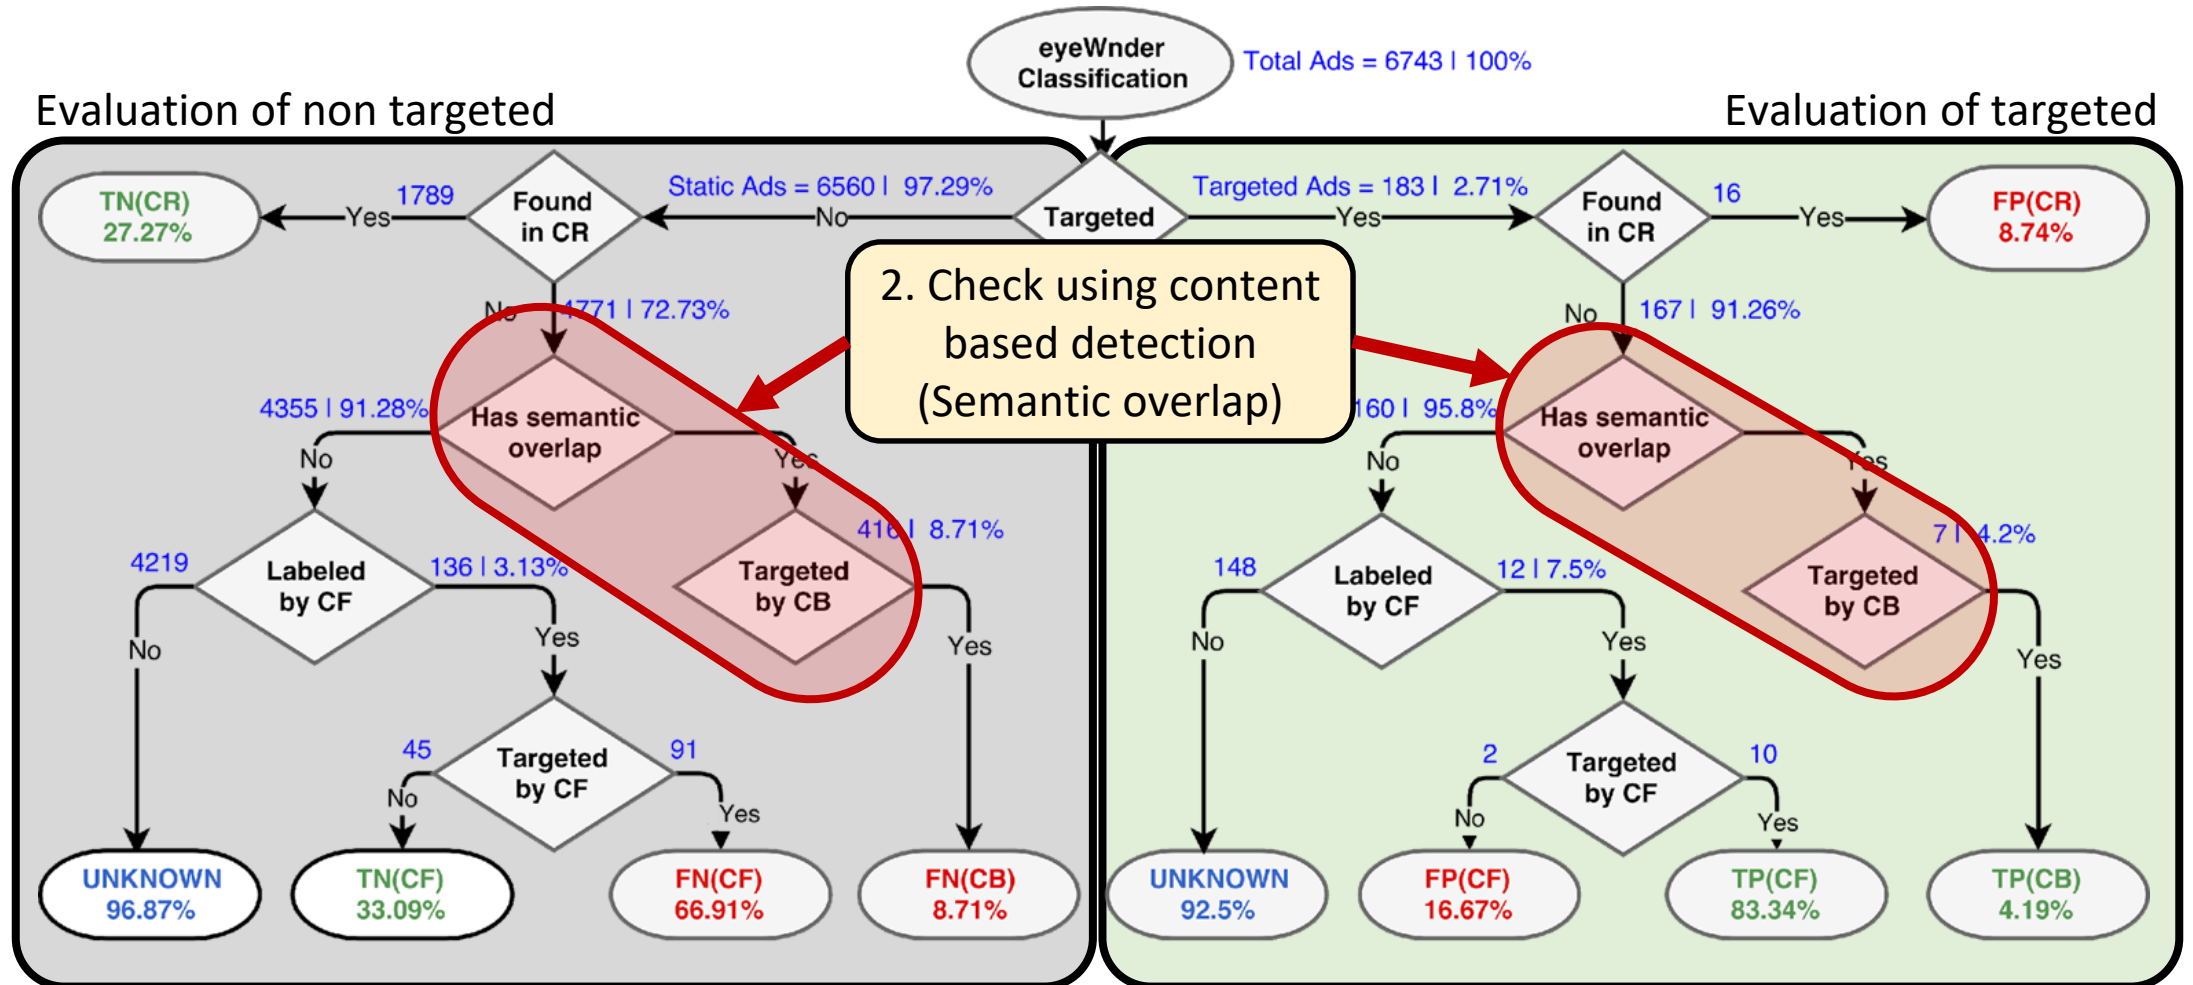 eyeWnder
Classification
Total Ads = 6743 | 100%
Evaluation of non targeted
Evaluation of targeted
TN(CR)
27.27%
1789
Yes
Found
in CR
Static Ads = 6560 | 97.29%
No
Targeted
Targeted Ads = 183 | 2.71%
Yes
Found
in CR
16
Yes
FP(CR)
8.74%
2. Check using content
based detection
(Semantic overlap)
No
4771 | 72.73%
No
167 | 91.26%
4355 | 91.28%
Has semantic
overlap
No
Yes
160 | 95.8%
Has semantic
overlap
No
Yes
416 | 8.71%
7 | 4.2%
4219
Labeled
by CF
136 | 3.13%
Targeted
by CB
148
Labeled
by CF
12 | 7.5%
Targeted
by CB
No
Yes
Yes
No
Yes
Yes
45
Targeted
by CF
91
2
Targeted
by CF
10
No
Yes
No
Yes
UNKNOWN
96.87%
TN(CF)
33.09%
FN(CF)
66.91%
FN(CB)
8.71%
UNKNOWN
92.5%
FP(CF)
16.67%
TP(CF)
83.34%
TP(CB)
4.19%